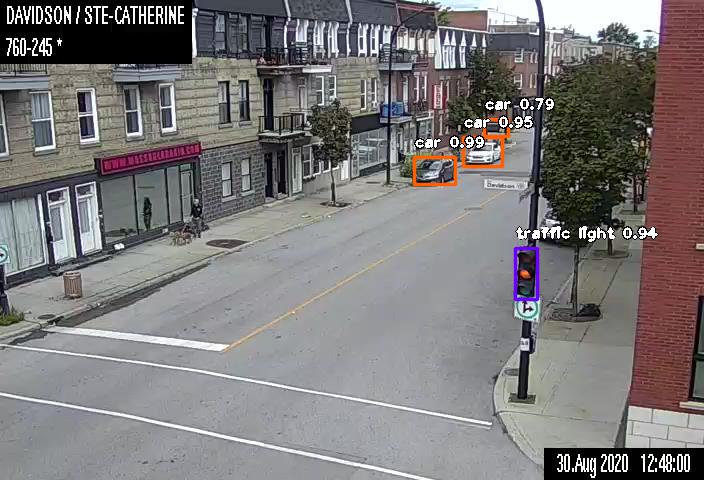 DAVIDSON / STE-CATHERINE
760-245 *
car 0.79
car 0.95
car 0.99
Davidson
traffic light 0.94
30.Aug 2020 12:48:00